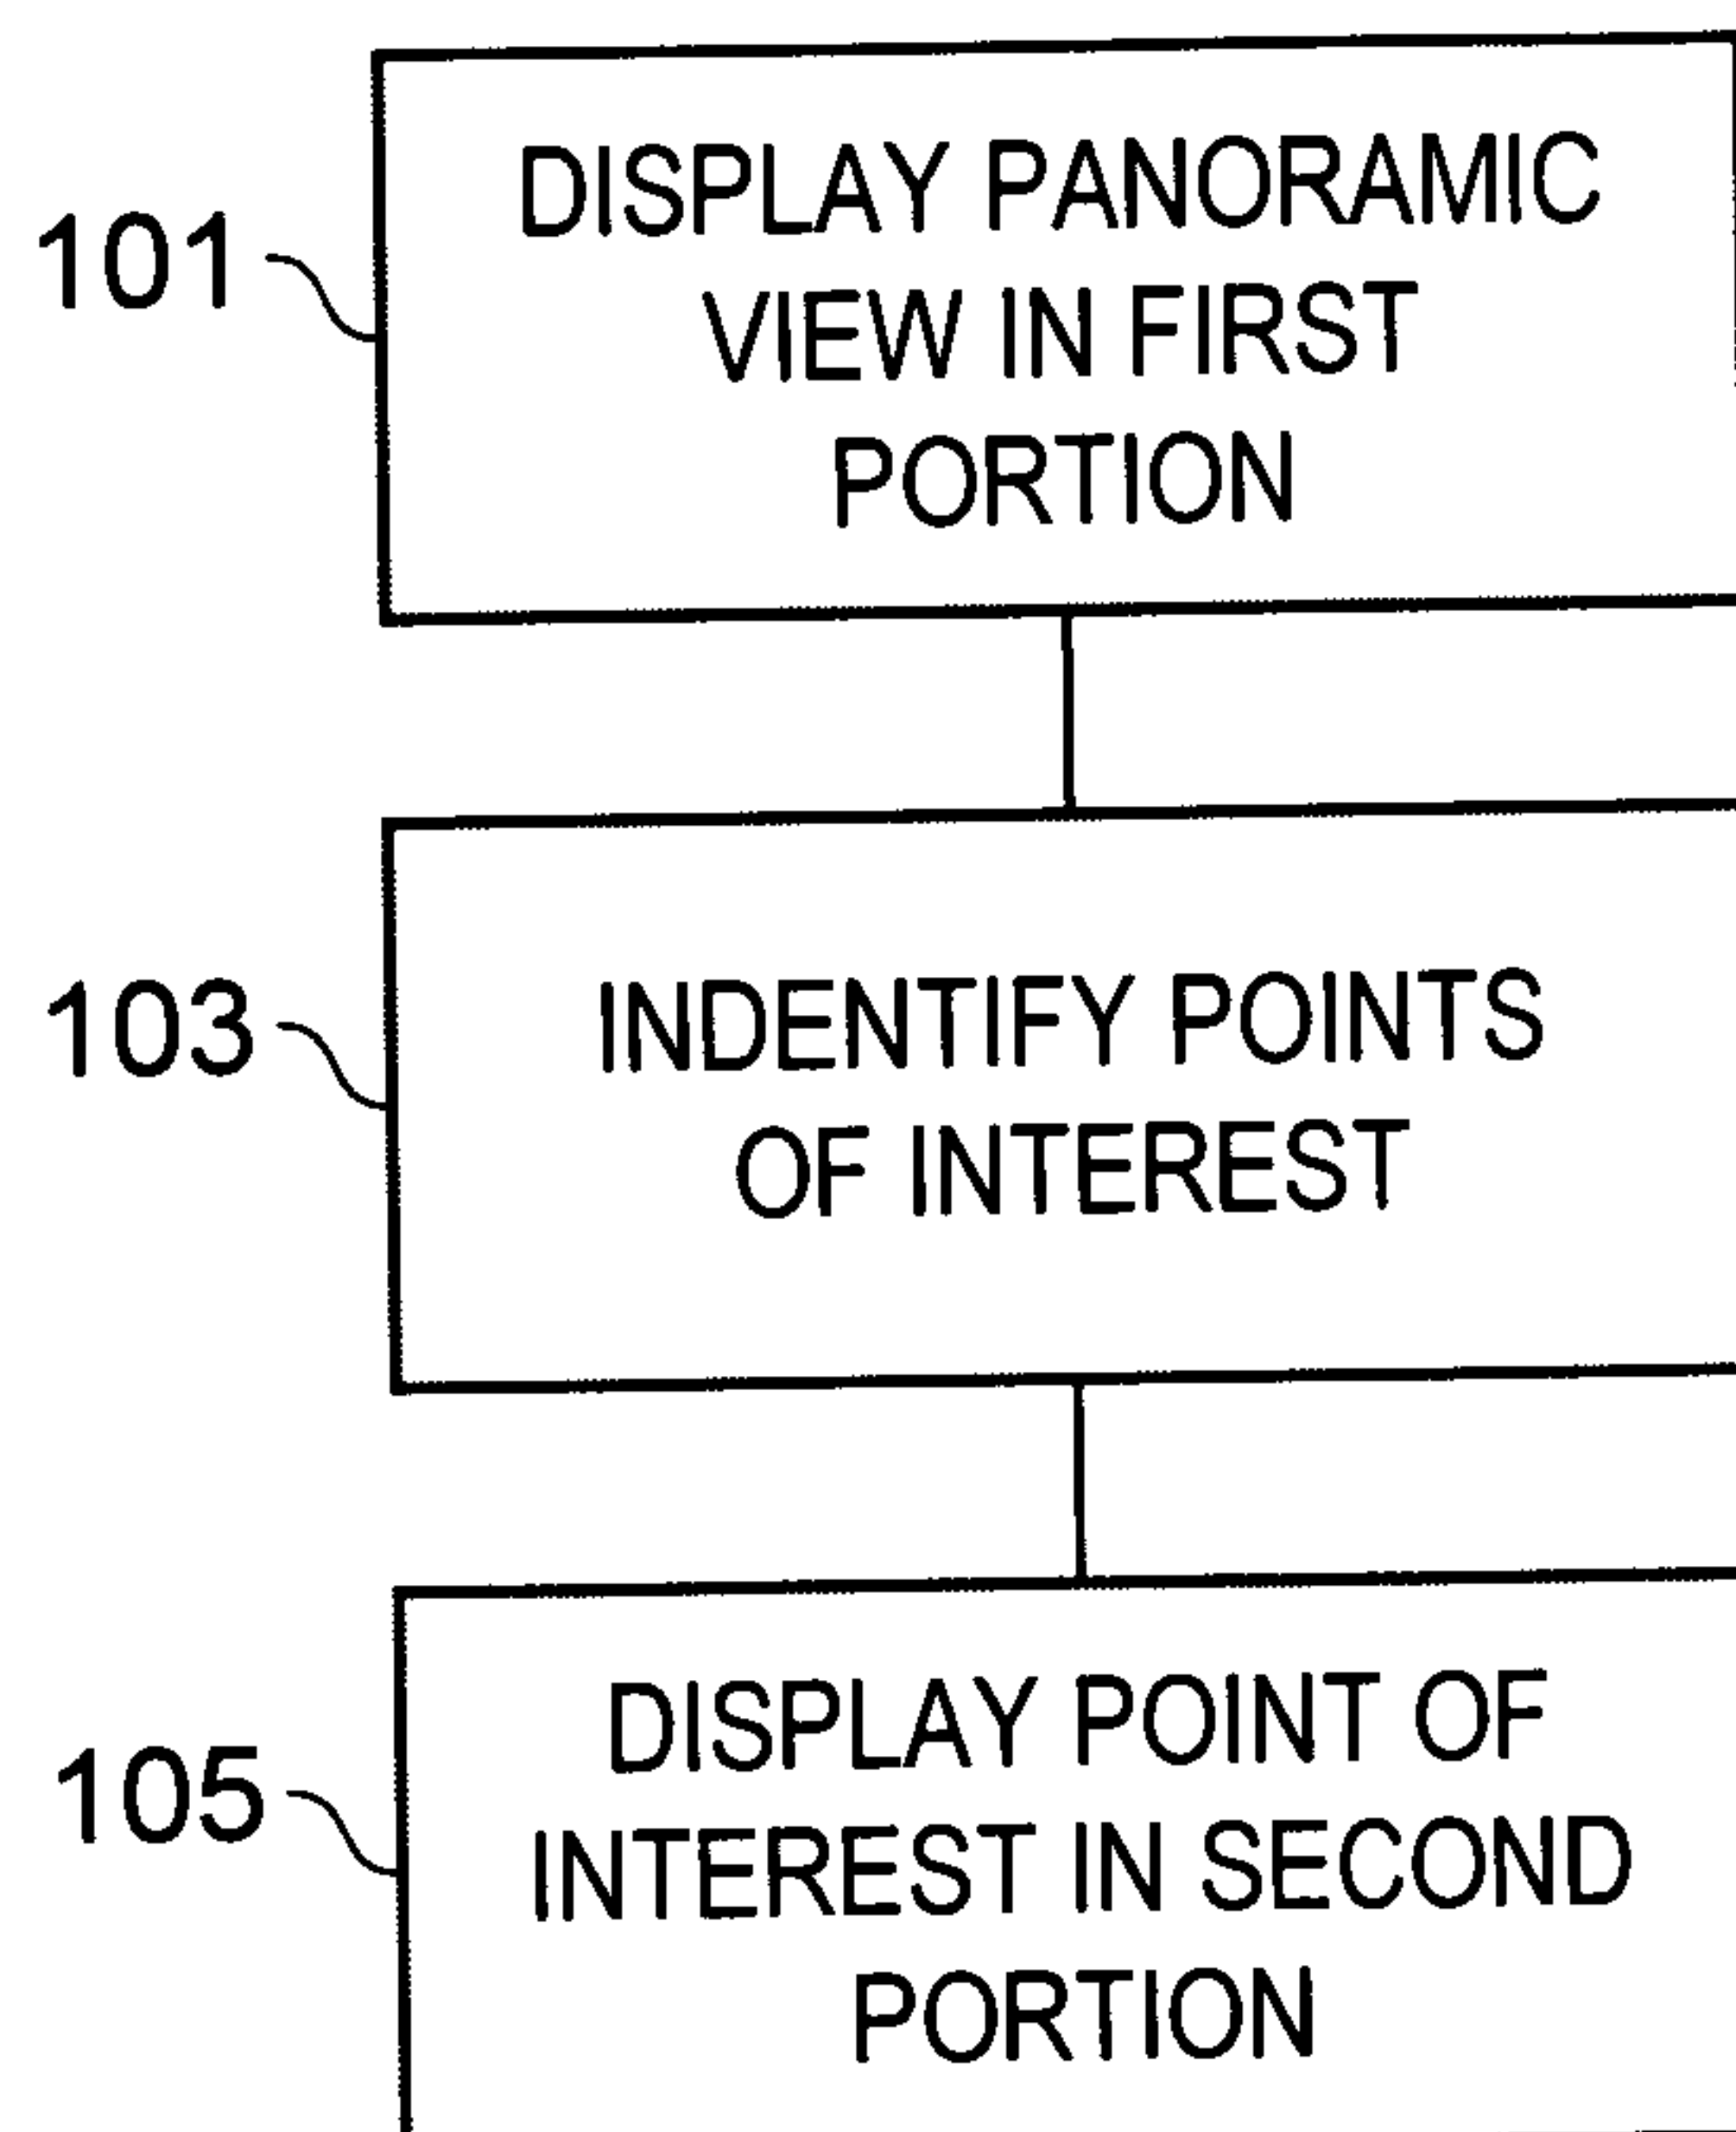 101
DISPLAY PANORAMIC
VIEW IN FIRST
PORTION
103
INDENTIFY POINTS
OF INTEREST
105
DISPLAY POINT OF
INTEREST IN SECOND
PORTION